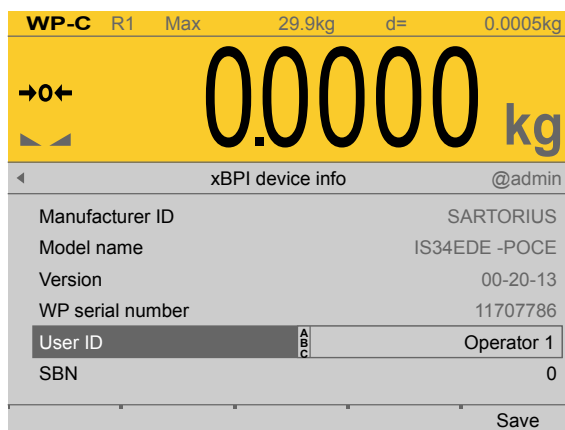 WP-C R1 Max 29.9kg d= 0.0005kg
→0←
0.0000 kg
xBPI device info @admin
Manufacturer ID SARTORIUS
Model name IS34EDE -POCE
Version 00-20-13
WP serial number 11707786
User ID ABC Operator 1
SBN 0
Save